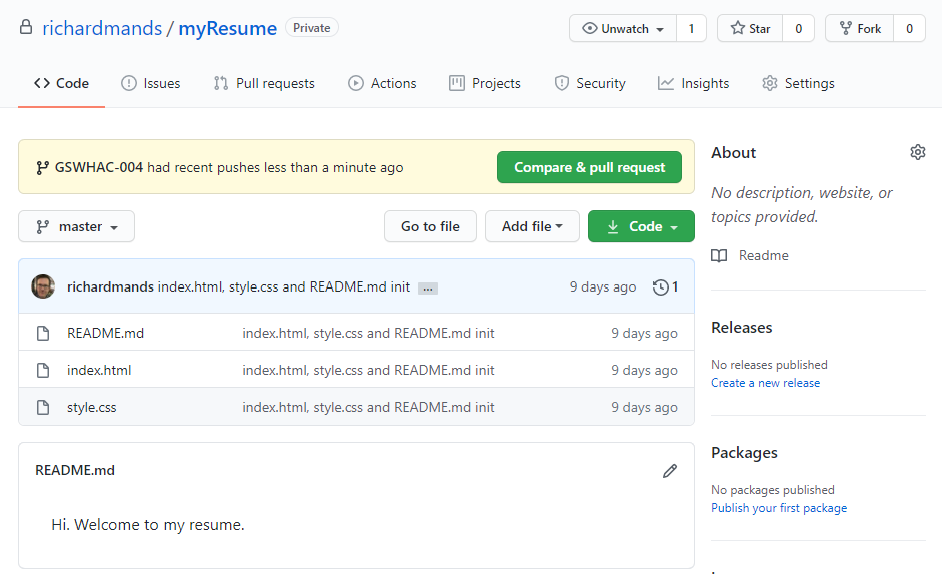 richardmands / myResume Private
Unwatch 1 Star 0 Fork 0
Code Issues Pull requests Actions Projects Security Insights Settings
GSWHAC-004 had recent pushes less than a minute ago Compare & pull request
master Go to file Add file Code
richardmands index.html, style.css and README.md init ... 9 days ago 1
README.md index.html, style.css and README.md init 9 days ago
index.html index.html, style.css and README.md init 9 days ago
style.css index.html, style.css and README.md init 9 days ago
README.md
Hi. Welcome to my resume.
About
No description, website, or
topics provided.
Readme
Releases
No releases published
Create a new release
Packages
No packages published
Publish your first package